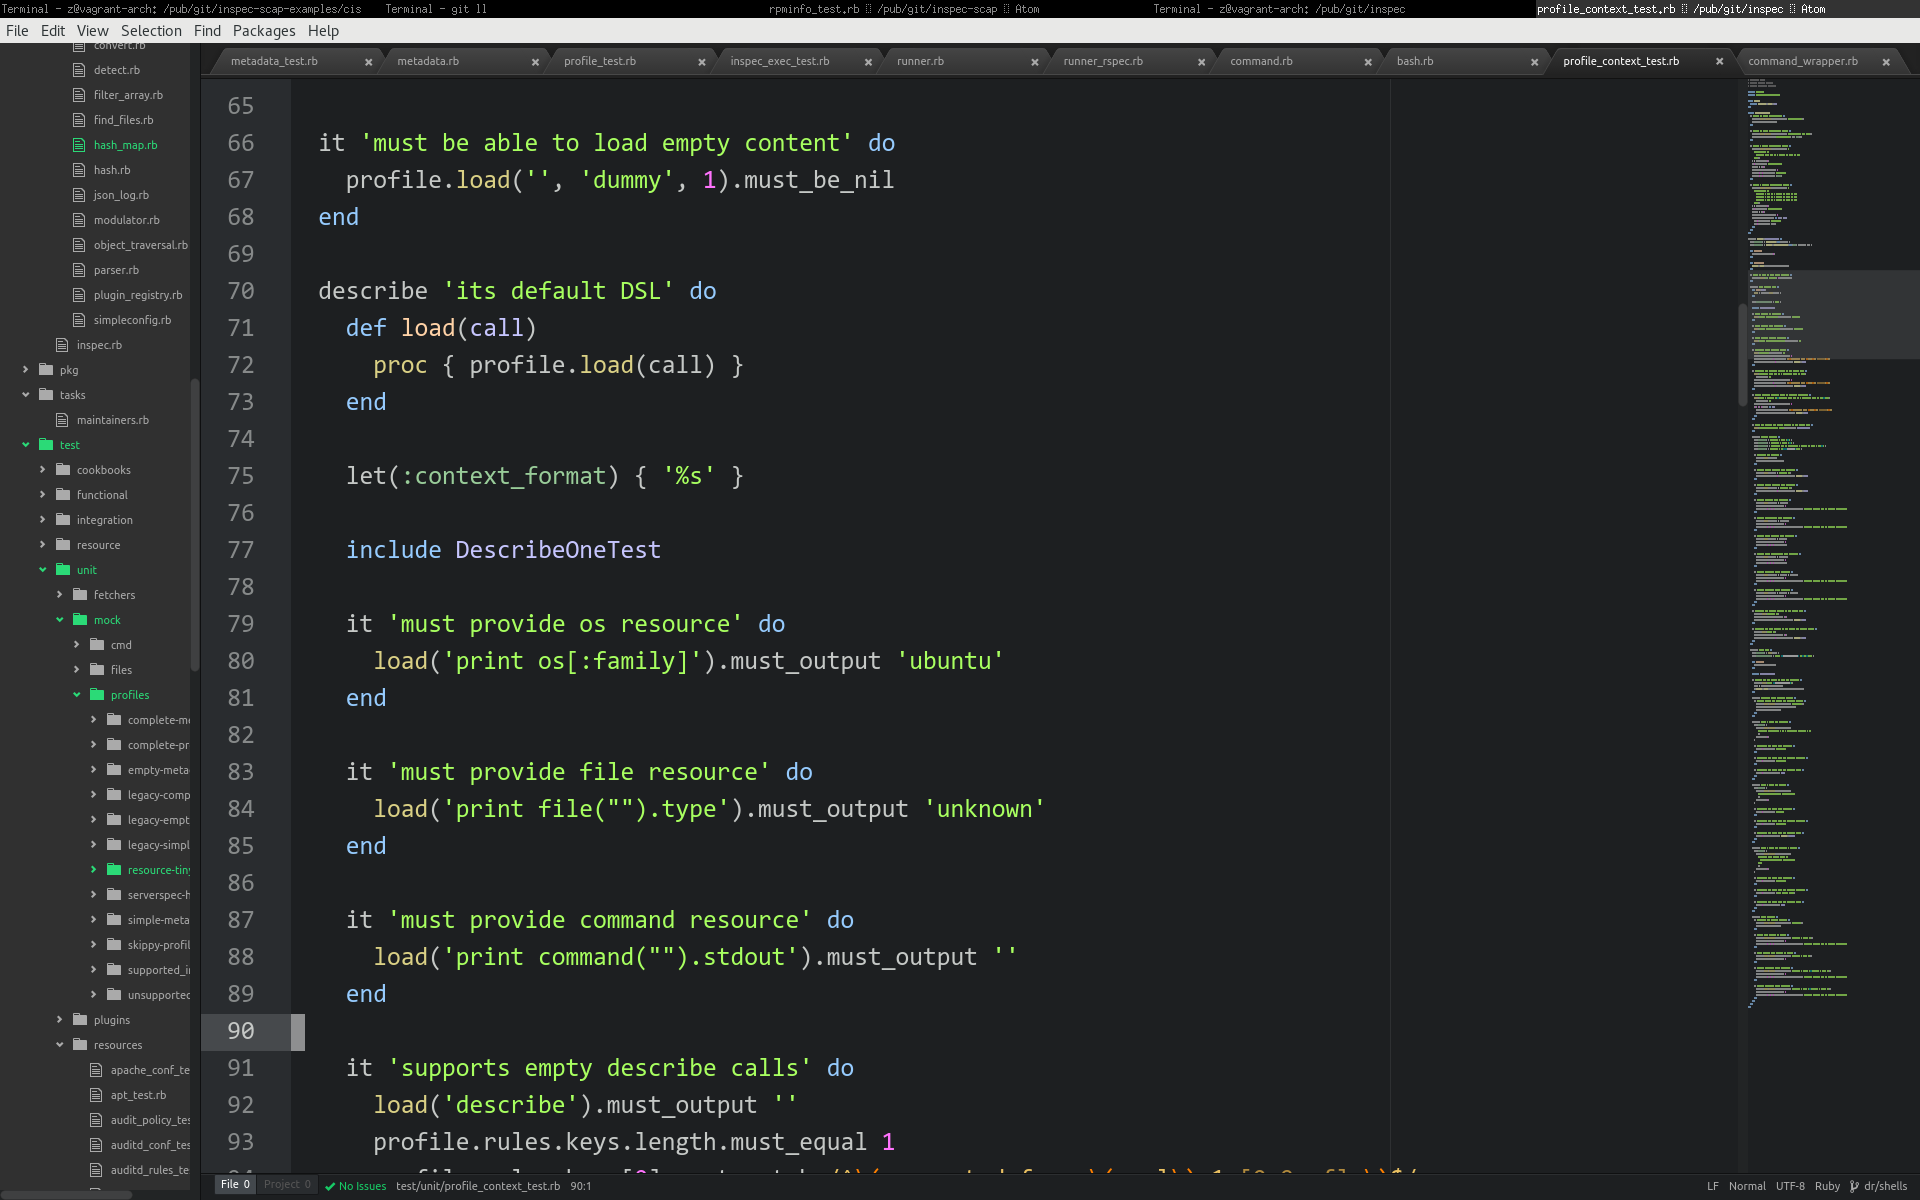 Terminal - z@vagrant-arch: /pub/git/inspec-scap-examples/cis
Terminal - git ll
rpminfo_test.rb ▯ /pub/git/inspec-scap ▯ Atom
Terminal - z@vagrant-arch: /pub/git/inspec
profile_context_test.rb ▯ /pub/git/inspec ▯ Atom
File Edit View Selection Find Packages Help
metadata_test.rb
metadata.rb
profile_test.rb
inspec_exec_test.rb
runner.rb
runner_rspec.rb
command.rb
bash.rb
profile_context_test.rb
command_wrapper.rb
convert.rb
detect.rb
filter_array.rb
find_files.rb
hash_map.rb
hash.rb
json_log.rb
modulator.rb
object_traversal.rb
parser.rb
plugin_registry.rb
simpleconfig.rb
inspec.rb
pkg
tasks
maintainers.rb
test
cookbooks
functional
integration
resource
unit
fetchers
mock
cmd
files
profiles
complete-me
complete-pr
empty-meta
legacy-comp
legacy-empt
legacy-simpl
resource-tiny
serverspec-h
simple-meta
skippy-profil
supported_i
unsupported
plugins
resources
apache_conf_te
apt_test.rb
audit_policy_tes
auditd_conf_tes
auditd_rules_te
65
66 it 'must be able to load empty content' do
67 profile.load('', 'dummy', 1).must_be_nil
68 end
69
70 describe 'its default DSL' do
71 def load(call)
72 proc { profile.load(call) }
73 end
74
75 let(:context_format) { '%s' }
76
77 include DescribeOneTest
78
79 it 'must provide os resource' do
80 load('print os[:family]').must_output 'ubuntu'
81 end
82
83 it 'must provide file resource' do
84 load('print file("").type').must_output 'unknown'
85 end
86
87 it 'must provide command resource' do
88 load('print command("").stdout').must_output ''
89 end
90
91 it 'supports empty describe calls' do
92 load('describe').must_output ''
93 profile.rules.keys.length.must_equal 1
File 0 Project 0 No Issues test/unit/profile_context_test.rb 90:1
LF Normal UTF-8 Ruby dr/shells